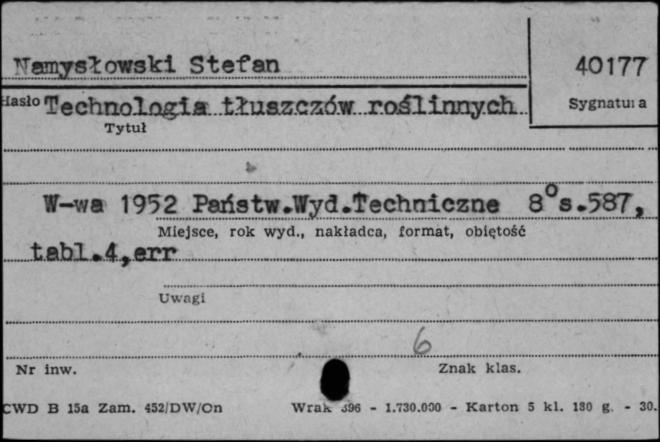 Namysłowski Stefan
40177
Hasło Technologia tłuszczów roślinnych
Sygnatura
Tytuł
W-wa 1952 Państw.Wyd.Techniczne 8°s.587,
Miejsce, rok wyd., nakładca, format, objętość
tabl.4,err
Uwagi
6
Nr inw.
Znak klas.
CWD B 15a Zam. 452/DW/On
Wrak 396 - 1.730.000 - Karton 5 kl. 180 g. - 30.